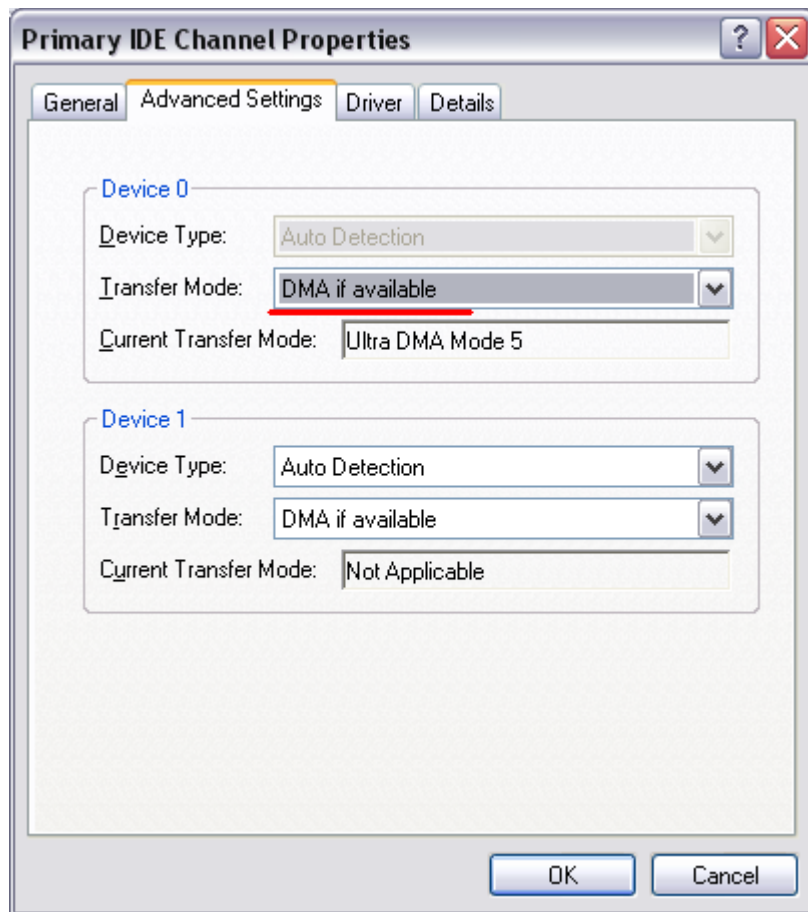 Primary IDE Channel Properties
General Advanced Settings Driver Details
Device 0
Device Type: Auto Detection
Transfer Mode: DMA if available
Current Transfer Mode: Ultra DMA Mode 5
Device 1
Device Type: Auto Detection
Transfer Mode: DMA if available
Current Transfer Mode: Not Applicable
OK Cancel